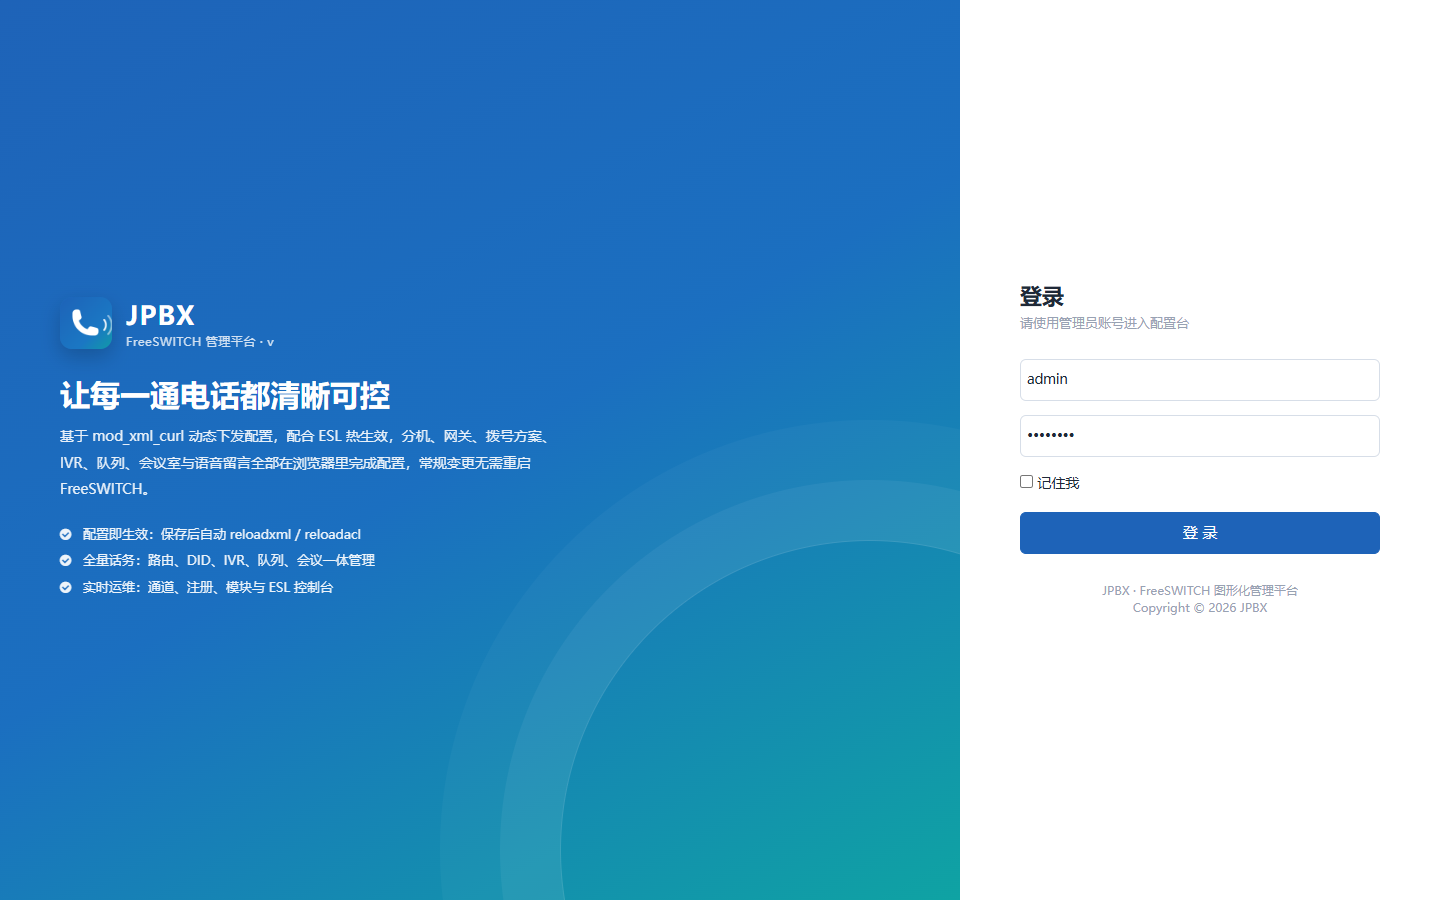 JPBX
FreeSWITCH 管理平台 · v
让每一通电话都清晰可控
基于 mod_xml_curl 动态下发配置，配合 ESL 热生效，分机、网关、拨号方案、
IVR、队列、会议室与语音留言全部在浏览器里完成配置，常规变更无需重启
FreeSWITCH。
配置即生效：保存后自动 reloadxml / reloadacl
全量话务：路由、DID、IVR、队列、会议一体管理
实时运维：通道、注册、模块与 ESL 控制台
登录
请使用管理员账号进入配置台
admin
••••••••
记住我
登 录
JPBX · FreeSWITCH 图形化管理平台
Copyright © 2026 JPBX